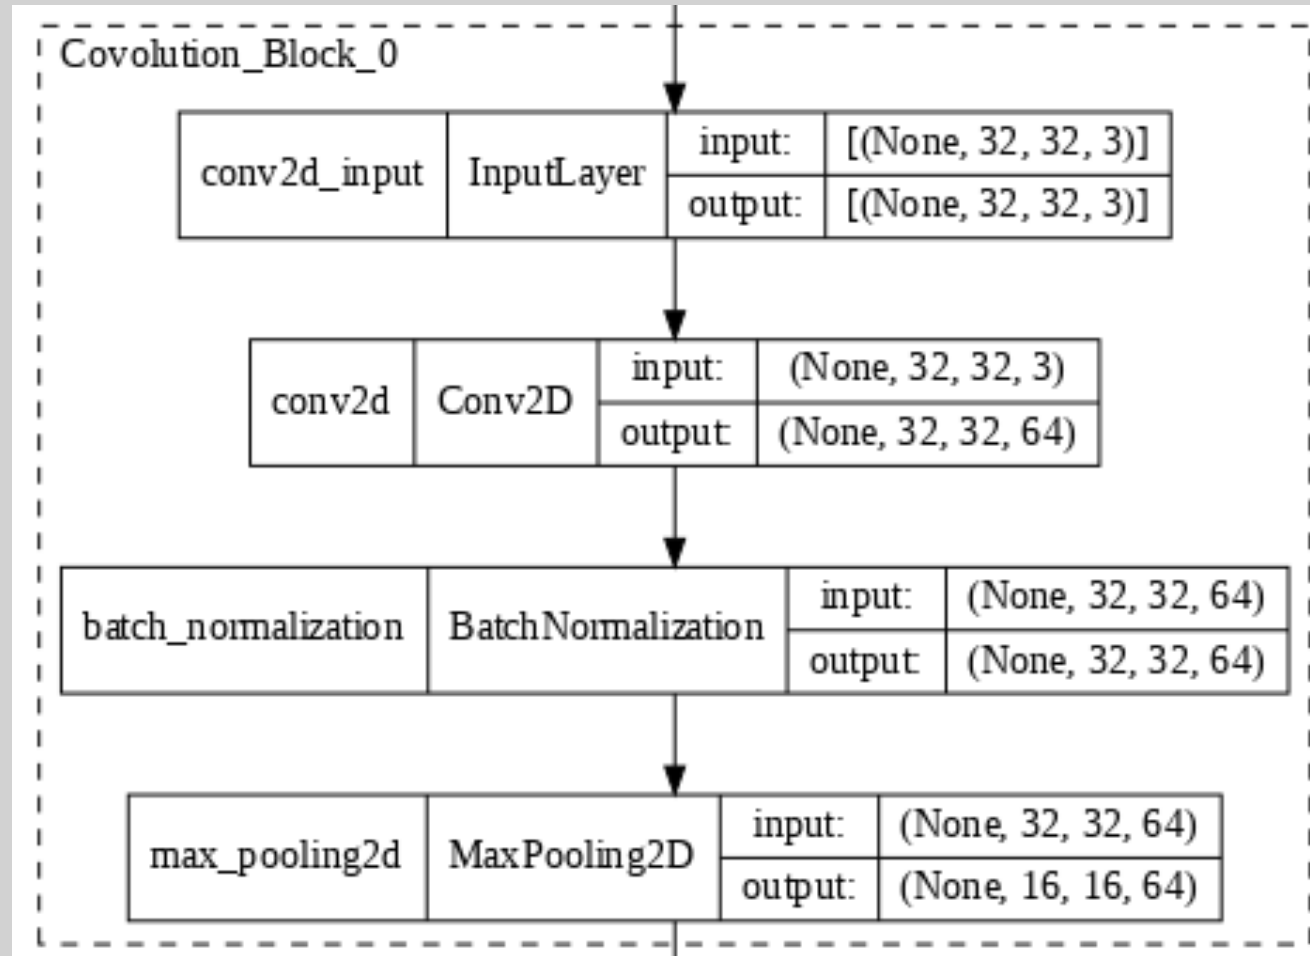 Covolution_Block_0
conv2d_input InputLayer input: [(None, 32, 32, 3)]
output: [(None, 32, 32, 3)]
conv2d Conv2D input: (None, 32, 32, 3)
output: (None, 32, 32, 64)
batch_normalization BatchNormalization input: (None, 32, 32, 64)
output: (None, 32, 32, 64)
max_pooling2d MaxPooling2D input: (None, 32, 32, 64)
output: (None, 16, 16, 64)